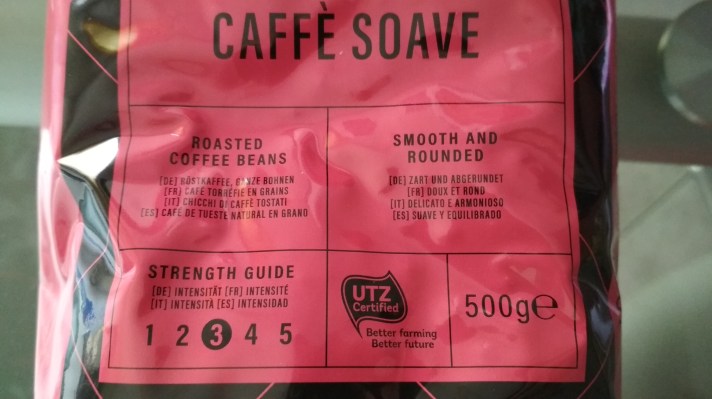 CAFFÈ SOAVE
ROASTED
COFFEE BEANS
[DE] RÖSTKAFFEE, GANZE BOHNEN
[FR] CAFÉ TORRÉFIÉ EN GRAINS
[IT] CHICCHI DI CAFFÈ TOSTATI
[ES] CAFÉ DE TUESTE NATURAL EN GRANO
SMOOTH AND
ROUNDED
[DE] ZART UND ABGERUNDET
[FR] DOUX ET ROND
[IT] DELICATO E ARMONIOSO
[ES] SUAVE Y EQUILIBRADO
STRENGTH GUIDE
[DE] INTENSITÄT [FR] INTENSITÉ
[IT] INTENSITÀ [ES] INTENSIDAD
1 2 3 4 5
UTZ
Certified
Better farming
Better future
500g℮